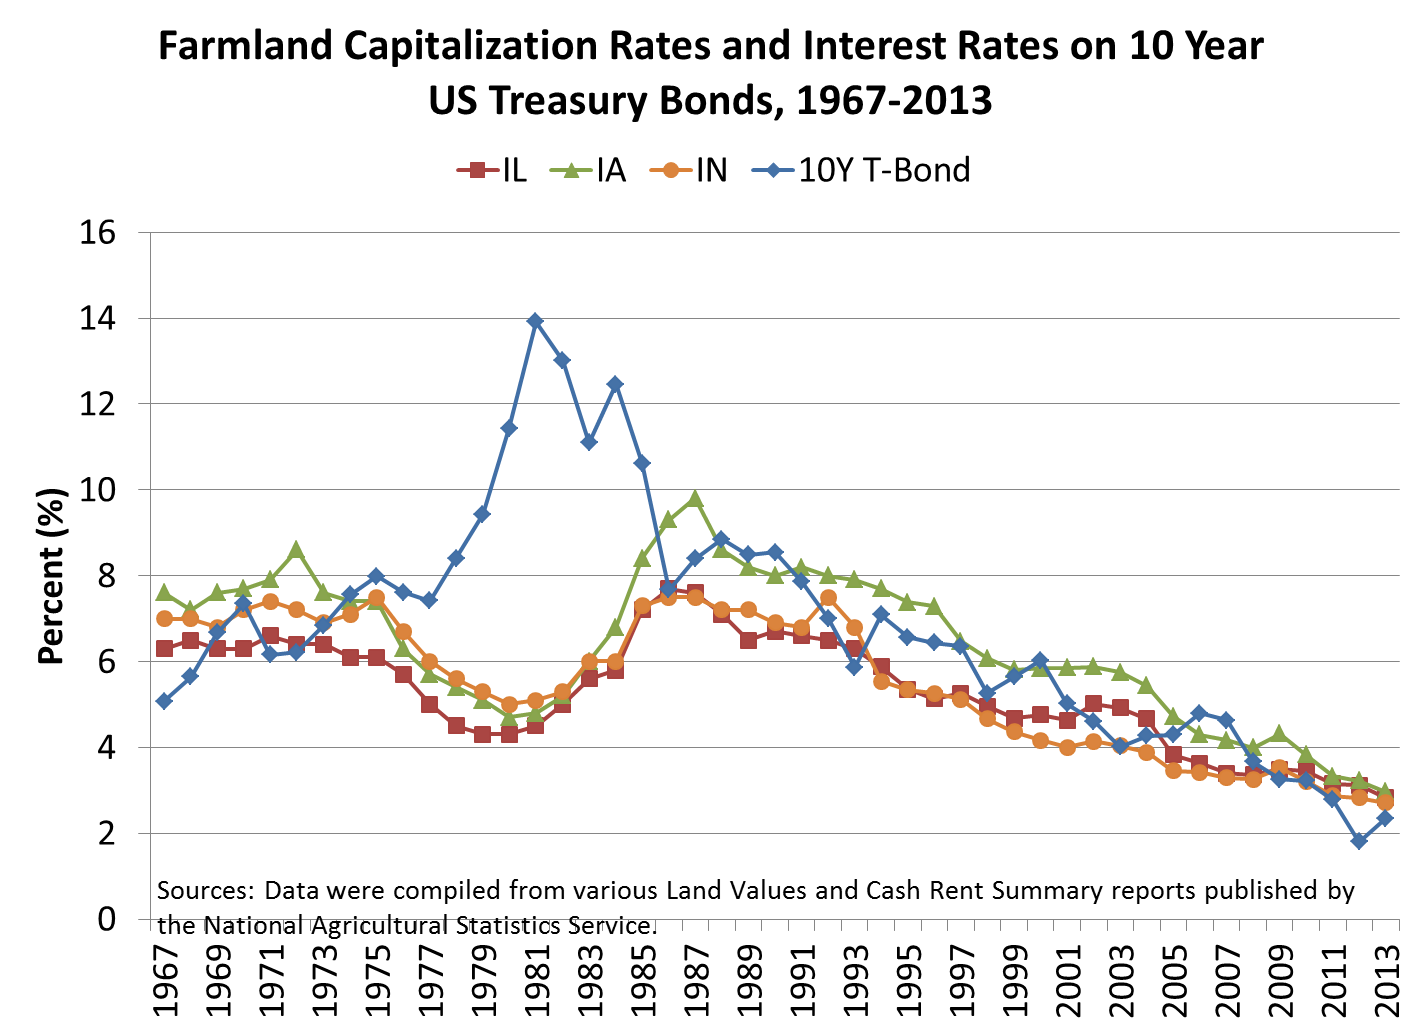 Farmland Capitalization Rates and Interest Rates on 10 Year
US Treasury Bonds, 1967-2013
IL IA IN 10Y T-Bond
16
14
12
10
8
6
4
2
0
Percent (%)
Sources: Data were compiled from various Land Values and Cash Rent Summary reports published by
the National Agricultural Statistics Service.
1967 1969 1971 1973 1975 1977 1979 1981 1983 1985 1987 1989 1991 1993 1995 1997 1999 2001 2003 2005 2007 2009 2011 2013